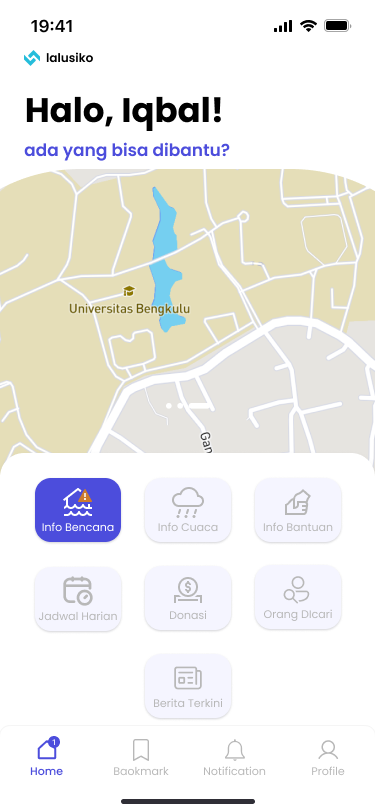 19:41
lalusiko
Halo, Iqbal!
ada yang bisa dibantu?
Universitas Bengkulu
Gan
Info Bencana
Info Cuaca
Info Bantuan
Jadwal Harian
Donasi
Orang DIcari
Berita Terkini
1
Home
Baokmark
Notification
Profile